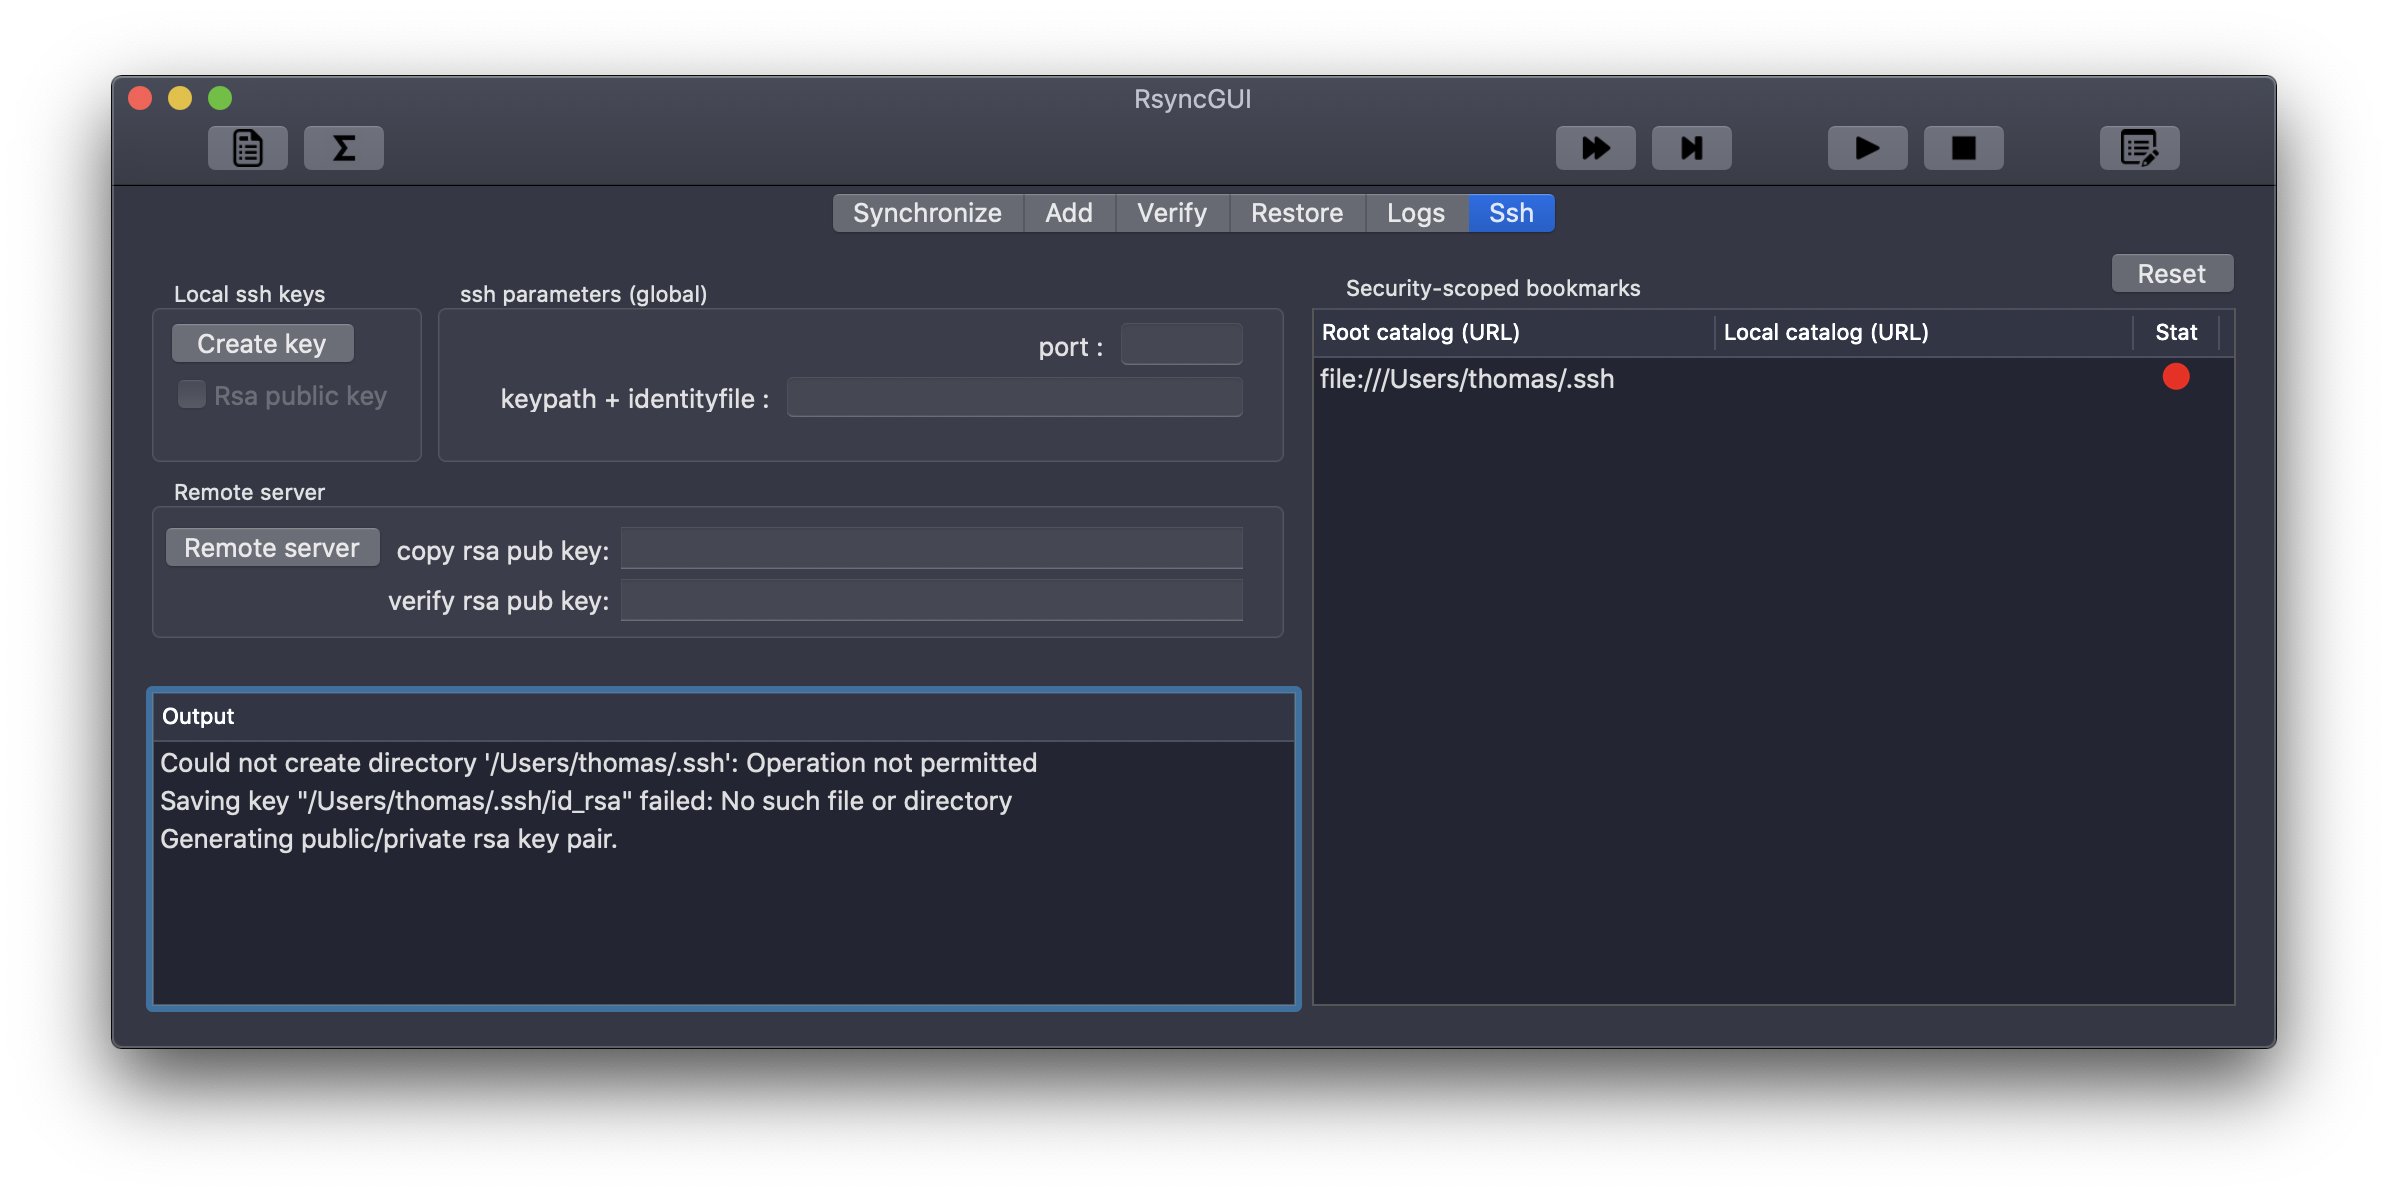 RsyncGUI
Σ
Synchronize Add Verify Restore Logs Ssh
Local ssh keys
Create key
Rsa public key
ssh parameters (global)
port :
keypath + identityfile :
Remote server
Remote server
copy rsa pub key:
verify rsa pub key:
Output
Could not create directory '/Users/thomas/.ssh': Operation not permitted
Saving key "/Users/thomas/.ssh/id_rsa" failed: No such file or directory
Generating public/private rsa key pair.
Security-scoped bookmarks
Reset
Root catalog (URL) Local catalog (URL) Stat
file:///Users/thomas/.ssh